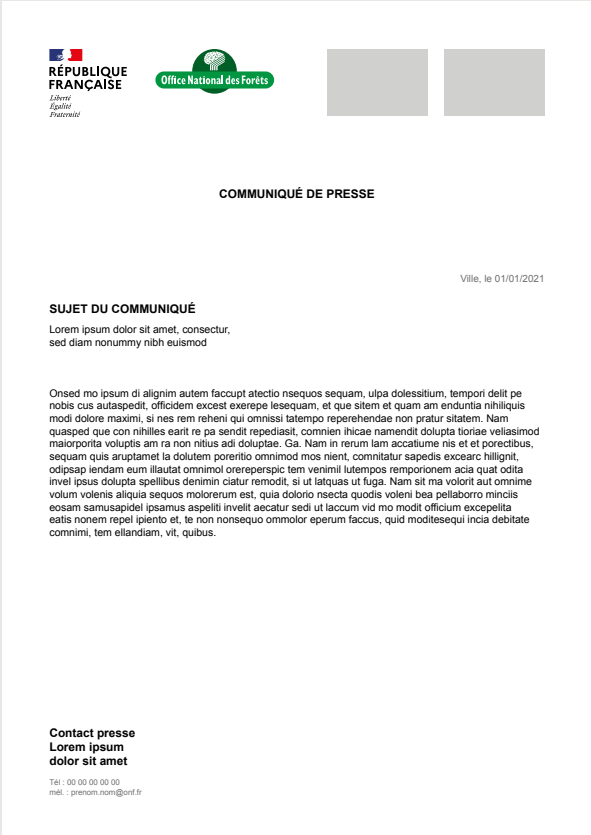 RÉPUBLIQUE
FRANÇAISE
Liberté
Égalité
Fraternité
Office National des Forêts
COMMUNIQUÉ DE PRESSE
Ville, le 01/01/2021
SUJET DU COMMUNIQUÉ
Lorem ipsum dolor sit amet, consectur,
sed diam nonummy nibh euismod
Onsed mo ipsum di alignim autem faccupt atectio nsequos sequam, ulpa dolessitium, tempori delit pe
nobis cus autaspedit, officidem excest exerepe lesequam, et que sitem et quam am enduntia nihiliquis
modi dolore maximi, si nes rem reheni qui omnissi tatempo reperehendae non pratur sitatem. Nam
quasped que con nihilles earit re pa sendit repediasit, comnien ihicae namendit dolupta tioriae veliasimod
maiorporita voluptis am ra non nitius adi doluptae. Ga. Nam in rerum lam accatiume nis et et porectibus,
sequam quis aruptamet la dolutem poreritio omnimod mos nient, comnitatur sapedis excearc hillignit,
odipsap iendam eum illautat omnimol orereperspic tem venimil lutempos remporionem acia quat odita
invel ipsus dolupta spellibus denimin ciatur remodit, si ut latquas ut fuga. Nam sit ma volorit aut omnime
volum volenis aliquia sequos molorerum est, quia dolorio nsecta quodis voleni bea pellaborro minciis
eosam samusapidel ipsamus aspeliti invelit aecatur sedi ut laccum vid mo modit officium excepelita
eatis nonem repel ipiento et, te non nonsequo ommolor eperum faccus, quid moditesequi incia debitate
comnimi, tem ellandiam, vit, quibus.
Contact presse
Lorem ipsum
dolor sit amet
Tél : 00 00 00 00 00
mél. : prenom.nom@onf.fr